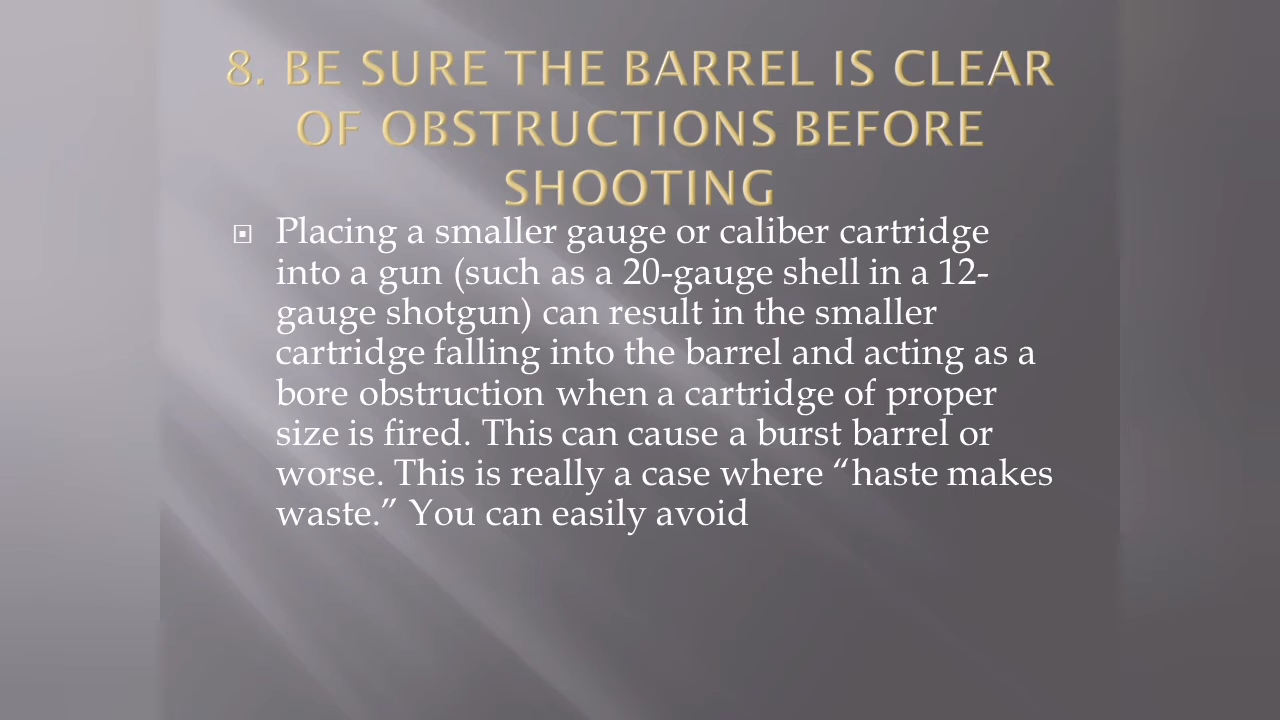 8. BE SURE THE BARREL IS CLEAR
OF OBSTRUCTIONS BEFORE
SHOOTING
Placing a smaller gauge or caliber cartridge
into a gun (such as a 20-gauge shell in a 12-
gauge shotgun) can result in the smaller
cartridge falling into the barrel and acting as a
bore obstruction when a cartridge of proper
size is fired. This can cause a burst barrel or
worse. This is really a case where “haste makes
waste.” You can easily avoid